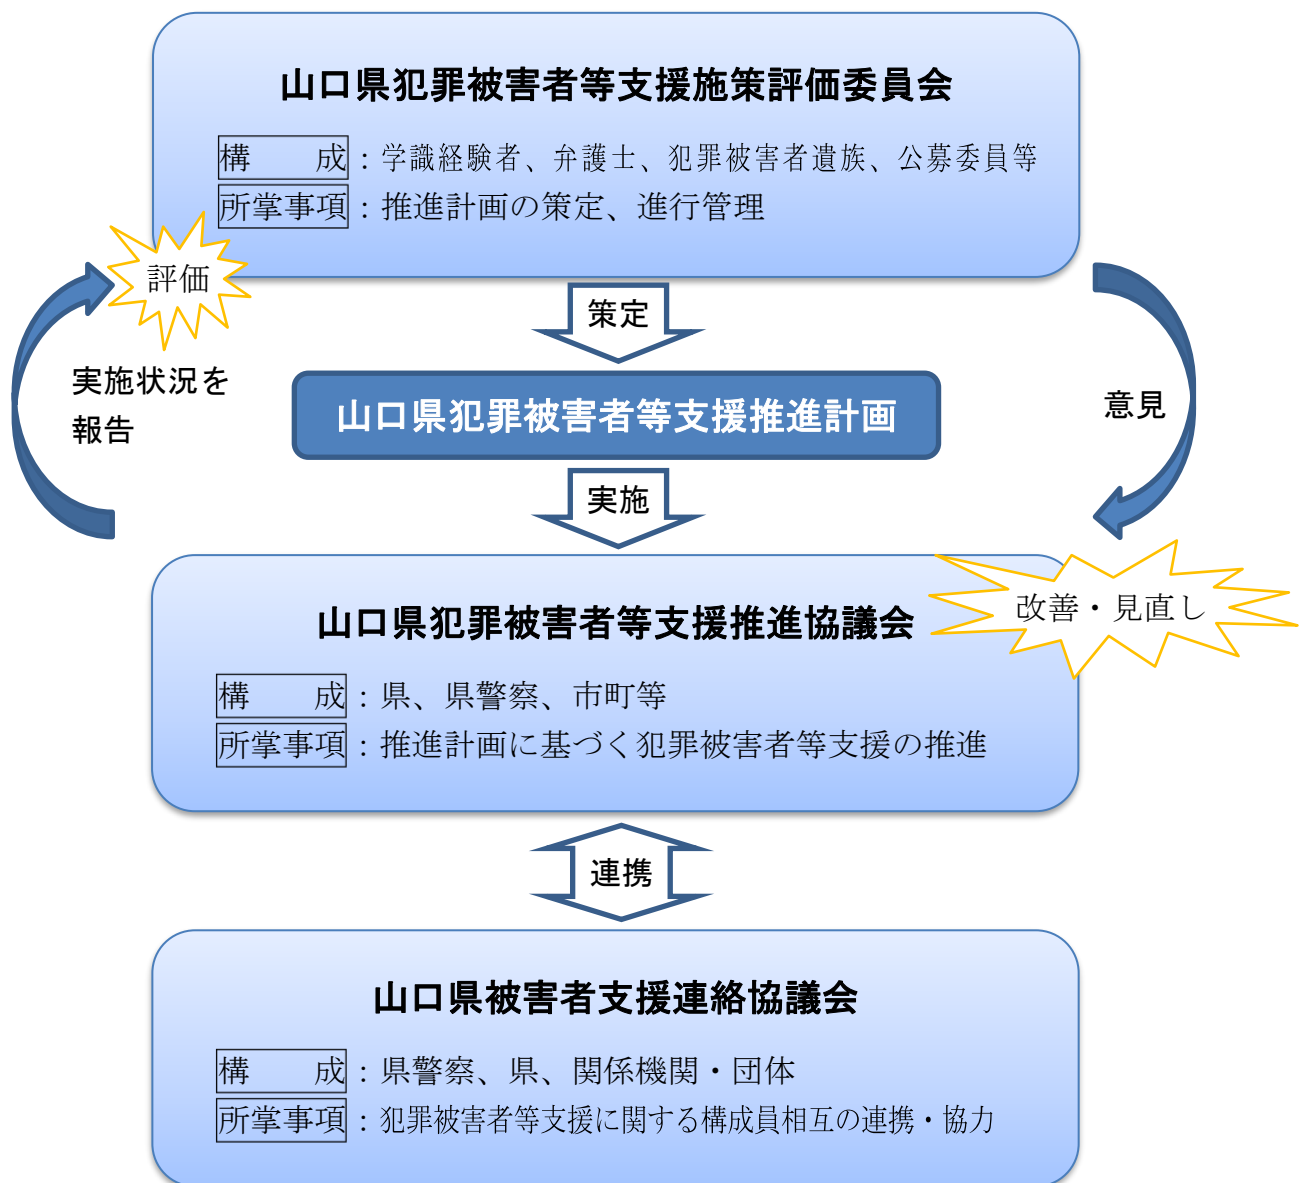 山口県犯罪被害者等支援施策評価委員会
構　　成：学識経験者、弁護士、犯罪被害者遺族、公募委員等
所掌事項：推進計画の策定、進行管理
評価
策定
実施状況を
報告
意見
山口県犯罪被害者等支援推進計画
実施
改善・見直し
山口県犯罪被害者等支援推進協議会
構　　成：県、県警察、市町等
所掌事項：推進計画に基づく犯罪被害者等支援の推進
連携
山口県被害者支援連絡協議会
構　　成：県警察、県、関係機関・団体
所掌事項：犯罪被害者等支援に関する構成員相互の連携・協力